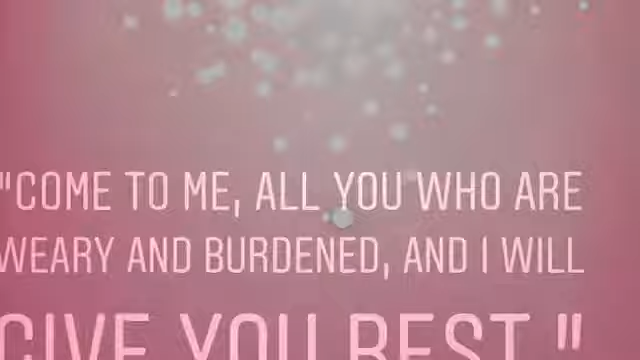 "COME TO ME, ALL YOU WHO ARE
WEARY AND BURDENED, AND I WILL
GIVE YOU REST."